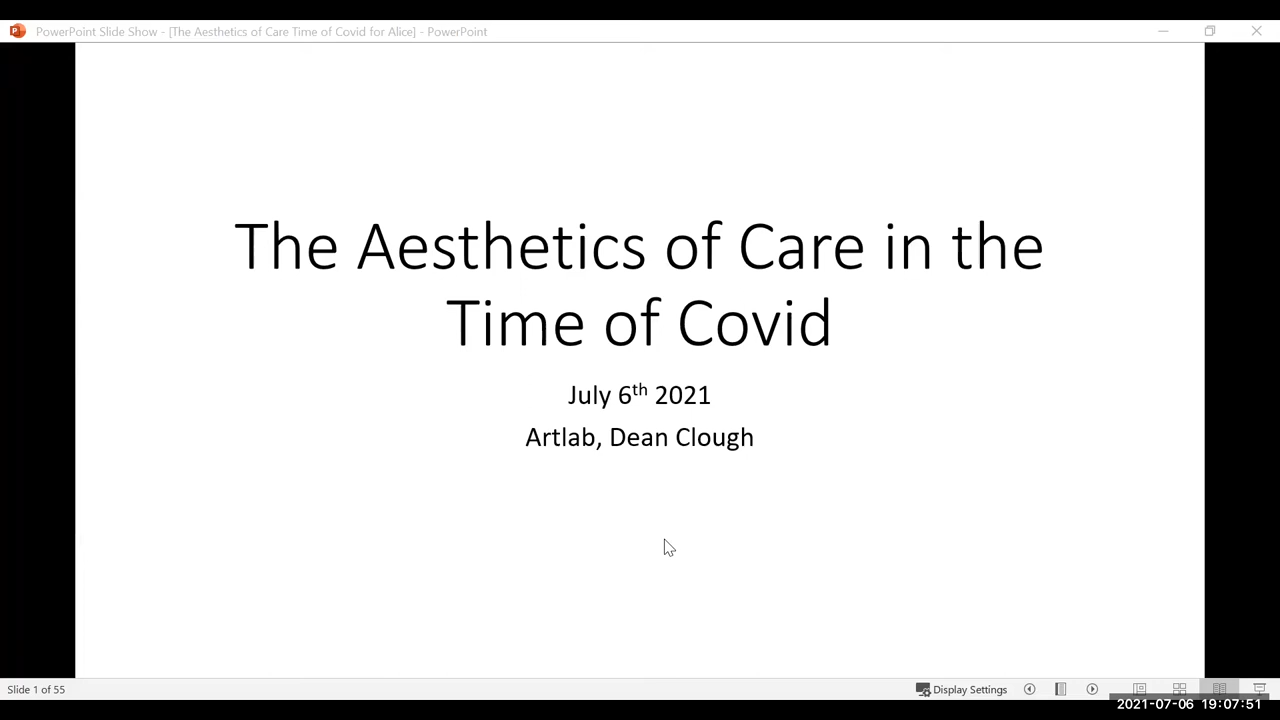 PowerPoint Slide Show - [The Aesthetics of Care Time of Covid for Alice] - PowerPoint
The Aesthetics of Care in the
Time of Covid
July 6th 2021
Artlab, Dean Clough
Slide 1 of 55
Display Settings
2021-07-06 19:07:51